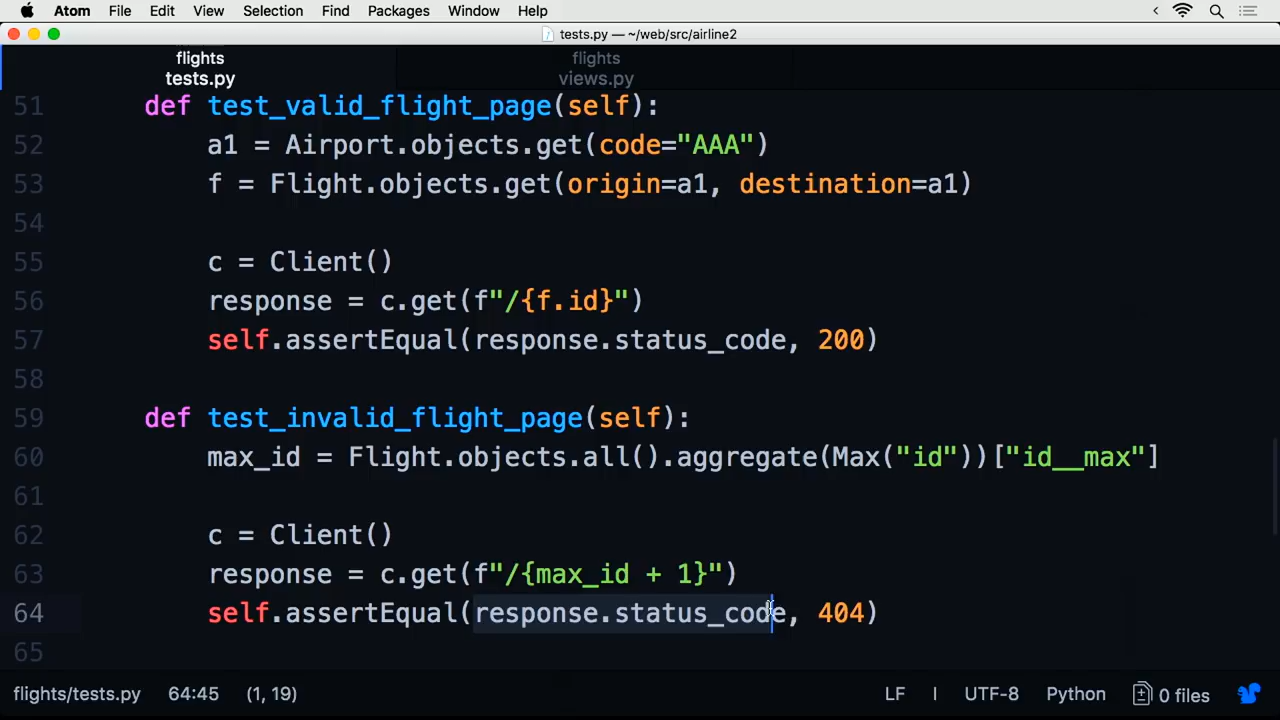 Atom File Edit View Selection Find Packages Window Help
tests.py — ~/web/src/airline2
flights
tests.py
flights
views.py
51 def test_valid_flight_page(self):
52 a1 = Airport.objects.get(code="AAA")
53 f = Flight.objects.get(origin=a1, destination=a1)
54
55 c = Client()
56 response = c.get(f"/{f.id}")
57 self.assertEqual(response.status_code, 200)
58
59 def test_invalid_flight_page(self):
60 max_id = Flight.objects.all().aggregate(Max("id"))["id__max"]
61
62 c = Client()
63 response = c.get(f"/{max_id + 1}")
64 self.assertEqual(response.status_code, 404)
65
flights/tests.py 64:45 (1, 19) LF I UTF-8 Python 0 files